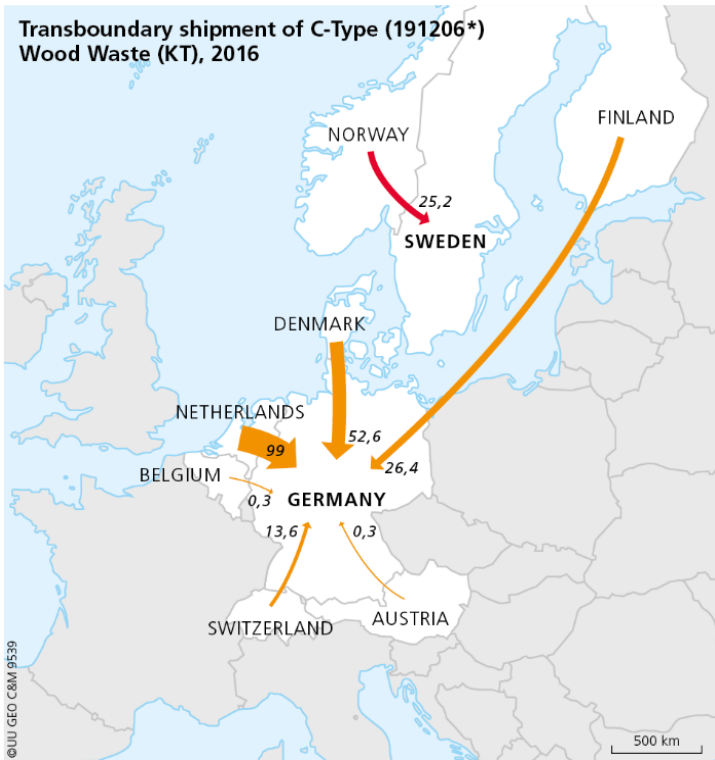 Transboundary shipment of C-Type (191206*)
Wood Waste (KT), 2016
FINLAND
NORWAY
25,2
SWEDEN
DENMARK
NETHERLANDS
52,6
99
26,4
BELGIUM
0,3
GERMANY
13,6
0,3
AUSTRIA
SWITZERLAND
©UU GEO C&M 9539
500 km